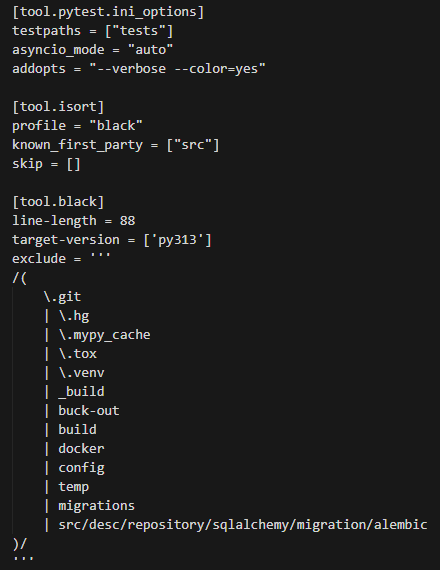 [tool.pytest.ini_options]
testpaths = ["tests"]
asyncio_mode = "auto"
addopts = "--verbose --color=yes"

[tool.isort]
profile = "black"
known_first_party = ["src"]
skip = []

[tool.black]
line-length = 88
target-version = ['py313']
exclude = '''
/(
    \.git
    | \.hg
    | \.mypy_cache
    | \.tox
    | \.venv
    | _build
    | buck-out
    | build
    | docker
    | config
    | temp
    | migrations
    | src/desc/repository/sqlalchemy/migration/alembic
)/
'''